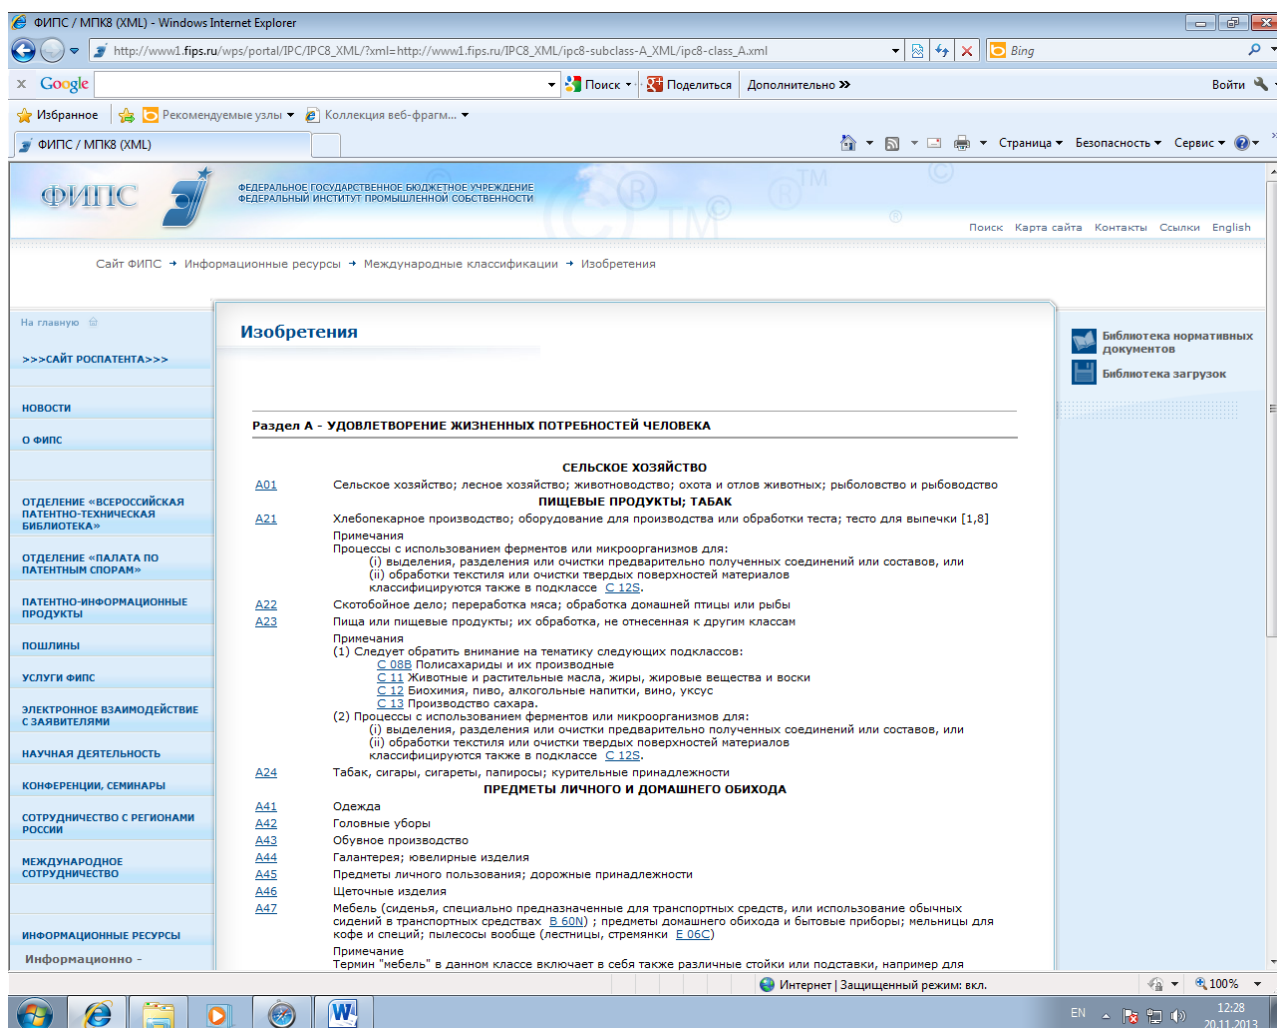 ФИПС / МПК8 (XML) - Windows Internet Explorer
http://www1.fips.ru/wps/portal/IPC/IPC8_XML/?xml=http://www1.fips.ru/IPC8_XML/ipc8-subclass-A_XML/ipc8-class_A.xml
Bing
x Google Поиск Поделиться Дополнительно » Войти
Избранное Рекомендуемые узлы Коллекция веб-фрагм...
ФИПС / МПК8 (XML) Страница Безопасность Сервис
ФИПС
ФЕДЕРАЛЬНОЕ ГОСУДАРСТВЕННОЕ БЮДЖЕТНОЕ УЧРЕЖДЕНИЕ
ФЕДЕРАЛЬНЫЙ ИНСТИТУТ ПРОМЫШЛЕННОЙ СОБСТВЕННОСТИ
Поиск Карта сайта Контакты Ссылки English
Сайт ФИПС → Информационные ресурсы → Международные классификации → Изобретения
На главную
>>>САЙТ РОСПАТЕНТА>>>
НОВОСТИ
О ФИПС
ОТДЕЛЕНИЕ «ВСЕРОССИЙСКАЯ
ПАТЕНТНО-ТЕХНИЧЕСКАЯ
БИБЛИОТЕКА»
ОТДЕЛЕНИЕ «ПАЛАТА ПО
ПАТЕНТНЫМ СПОРАМ»
ПАТЕНТНО-ИНФОРМАЦИОННЫЕ
ПРОДУКТЫ
ПОШЛИНЫ
УСЛУГИ ФИПС
ЭЛЕКТРОННОЕ ВЗАИМОДЕЙСТВИЕ
С ЗАЯВИТЕЛЯМИ
НАУЧНАЯ ДЕЯТЕЛЬНОСТЬ
КОНФЕРЕНЦИИ, СЕМИНАРЫ
СОТРУДНИЧЕСТВО С РЕГИОНАМИ
РОССИИ
МЕЖДУНАРОДНОЕ
СОТРУДНИЧЕСТВО
ИНФОРМАЦИОННЫЕ РЕСУРСЫ
Информационно -
Изобретения
Раздел A - УДОВЛЕТВОРЕНИЕ ЖИЗНЕННЫХ ПОТРЕБНОСТЕЙ ЧЕЛОВЕКА
СЕЛЬСКОЕ ХОЗЯЙСТВО
A01 Сельское хозяйство; лесное хозяйство; животноводство; охота и отлов животных; рыболовство и рыбоводство
ПИЩЕВЫЕ ПРОДУКТЫ; ТАБАК
A21 Хлебопекарное производство; оборудование для производства или обработки теста; тесто для выпечки [1,8]
Примечания
Процессы с использованием ферментов или микроорганизмов для:
(i) выделения, разделения или очистки предварительно полученных соединений или составов, или
(ii) обработки текстиля или очистки твердых поверхностей материалов
классифицируются также в подклассе C 12S.
A22 Скотобойное дело; переработка мяса; обработка домашней птицы или рыбы
A23 Пища или пищевые продукты; их обработка, не отнесенная к другим классам
Примечания
(1) Следует обратить внимание на тематику следующих подклассов:
C 08B Полисахариды и их производные
C 11 Животные и растительные масла, жиры, жировые вещества и воски
C 12 Биохимия, пиво, алкогольные напитки, вино, уксус
C 13 Производство сахара.
(2) Процессы с использованием ферментов или микроорганизмов для:
(i) выделения, разделения или очистки предварительно полученных соединений или составов, или
(ii) обработки текстиля или очистки твердых поверхностей материалов
классифицируются также в подклассе C 12S.
A24 Табак, сигары, сигареты, папиросы; курительные принадлежности
ПРЕДМЕТЫ ЛИЧНОГО И ДОМАШНЕГО ОБИХОДА
A41 Одежда
A42 Головные уборы
A43 Обувное производство
A44 Галантерея; ювелирные изделия
A45 Предметы личного пользования; дорожные принадлежности
A46 Щеточные изделия
A47 Мебель (сиденья, специально предназначенные для транспортных средств, или использование обычных
сидений в транспортных средствах B 60N) ; предметы домашнего обихода и бытовые приборы; мельницы для
кофе и специй; пылесосы вообще (лестницы, стремянки E 06C)
Примечание
Термин "мебель" в данном классе включает в себя также различные стойки или подставки, например для
Библиотека нормативных
документов
Библиотека загрузок
Интернет | Защищенный режим: вкл. 100%
EN 12:28
20.11.2013